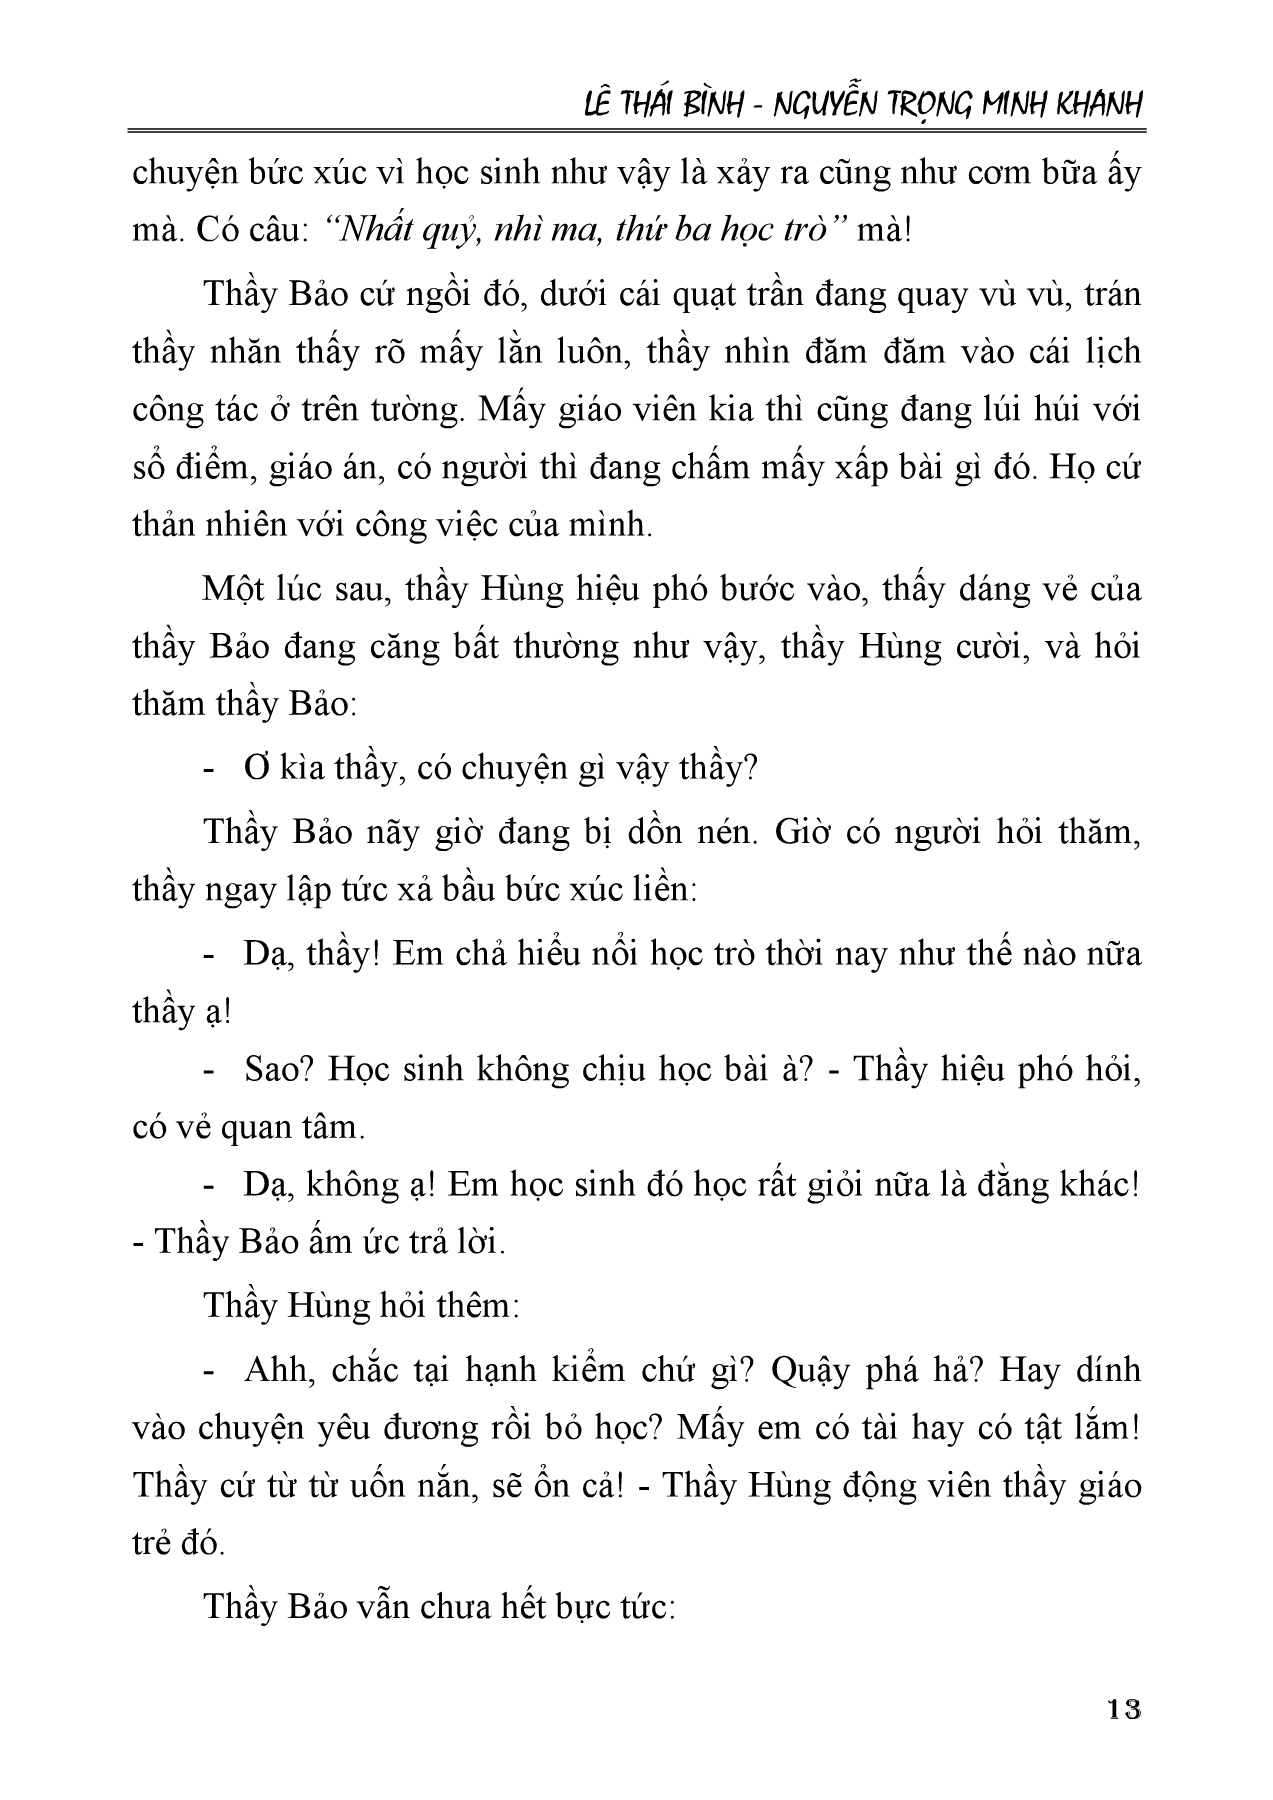 LÊ THÁI BÌNH - NGUYỄN TRỌNG MINH KHANH
chuyện bức xúc vì học sinh như vậy là xảy ra cũng như cơm bữa ấy
mà. Có câu: “Nhất quỷ, nhì ma, thứ ba học trò” mà!
Thầy Bảo cứ ngồi đó, dưới cái quạt trần đang quay vù vù, trán
thầy nhăn thấy rõ mấy lằn luôn, thầy nhìn đăm đăm vào cái lịch
công tác ở trên tường. Mấy giáo viên kia thì cũng đang lúi húi với
sổ điểm, giáo án, có người thì đang chấm mấy xấp bài gì đó. Họ cứ
thản nhiên với công việc của mình.
Một lúc sau, thầy Hùng hiệu phó bước vào, thấy dáng vẻ của
thầy Bảo đang căng bất thường như vậy, thầy Hùng cười, và hỏi
thăm thầy Bảo:
- Ơ kìa thầy, có chuyện gì vậy thầy?
Thầy Bảo nãy giờ đang bị dồn nén. Giờ có người hỏi thăm,
thầy ngay lập tức xả bầu bức xúc liền:
- Dạ, thầy! Em chả hiểu nổi học trò thời nay như thế nào nữa
thầy ạ!
- Sao? Học sinh không chịu học bài à? - Thầy hiệu phó hỏi,
có vẻ quan tâm.
- Dạ, không ạ! Em học sinh đó học rất giỏi nữa là đằng khác!
- Thầy Bảo ấm ức trả lời.
Thầy Hùng hỏi thêm:
- Ahh, chắc tại hạnh kiểm chứ gì? Quậy phá hả? Hay dính
vào chuyện yêu đương rồi bỏ học? Mấy em có tài hay có tật lắm!
Thầy cứ từ từ uốn nắn, sẽ ổn cả! - Thầy Hùng động viên thầy giáo
trẻ đó.
Thầy Bảo vẫn chưa hết bực tức:
13